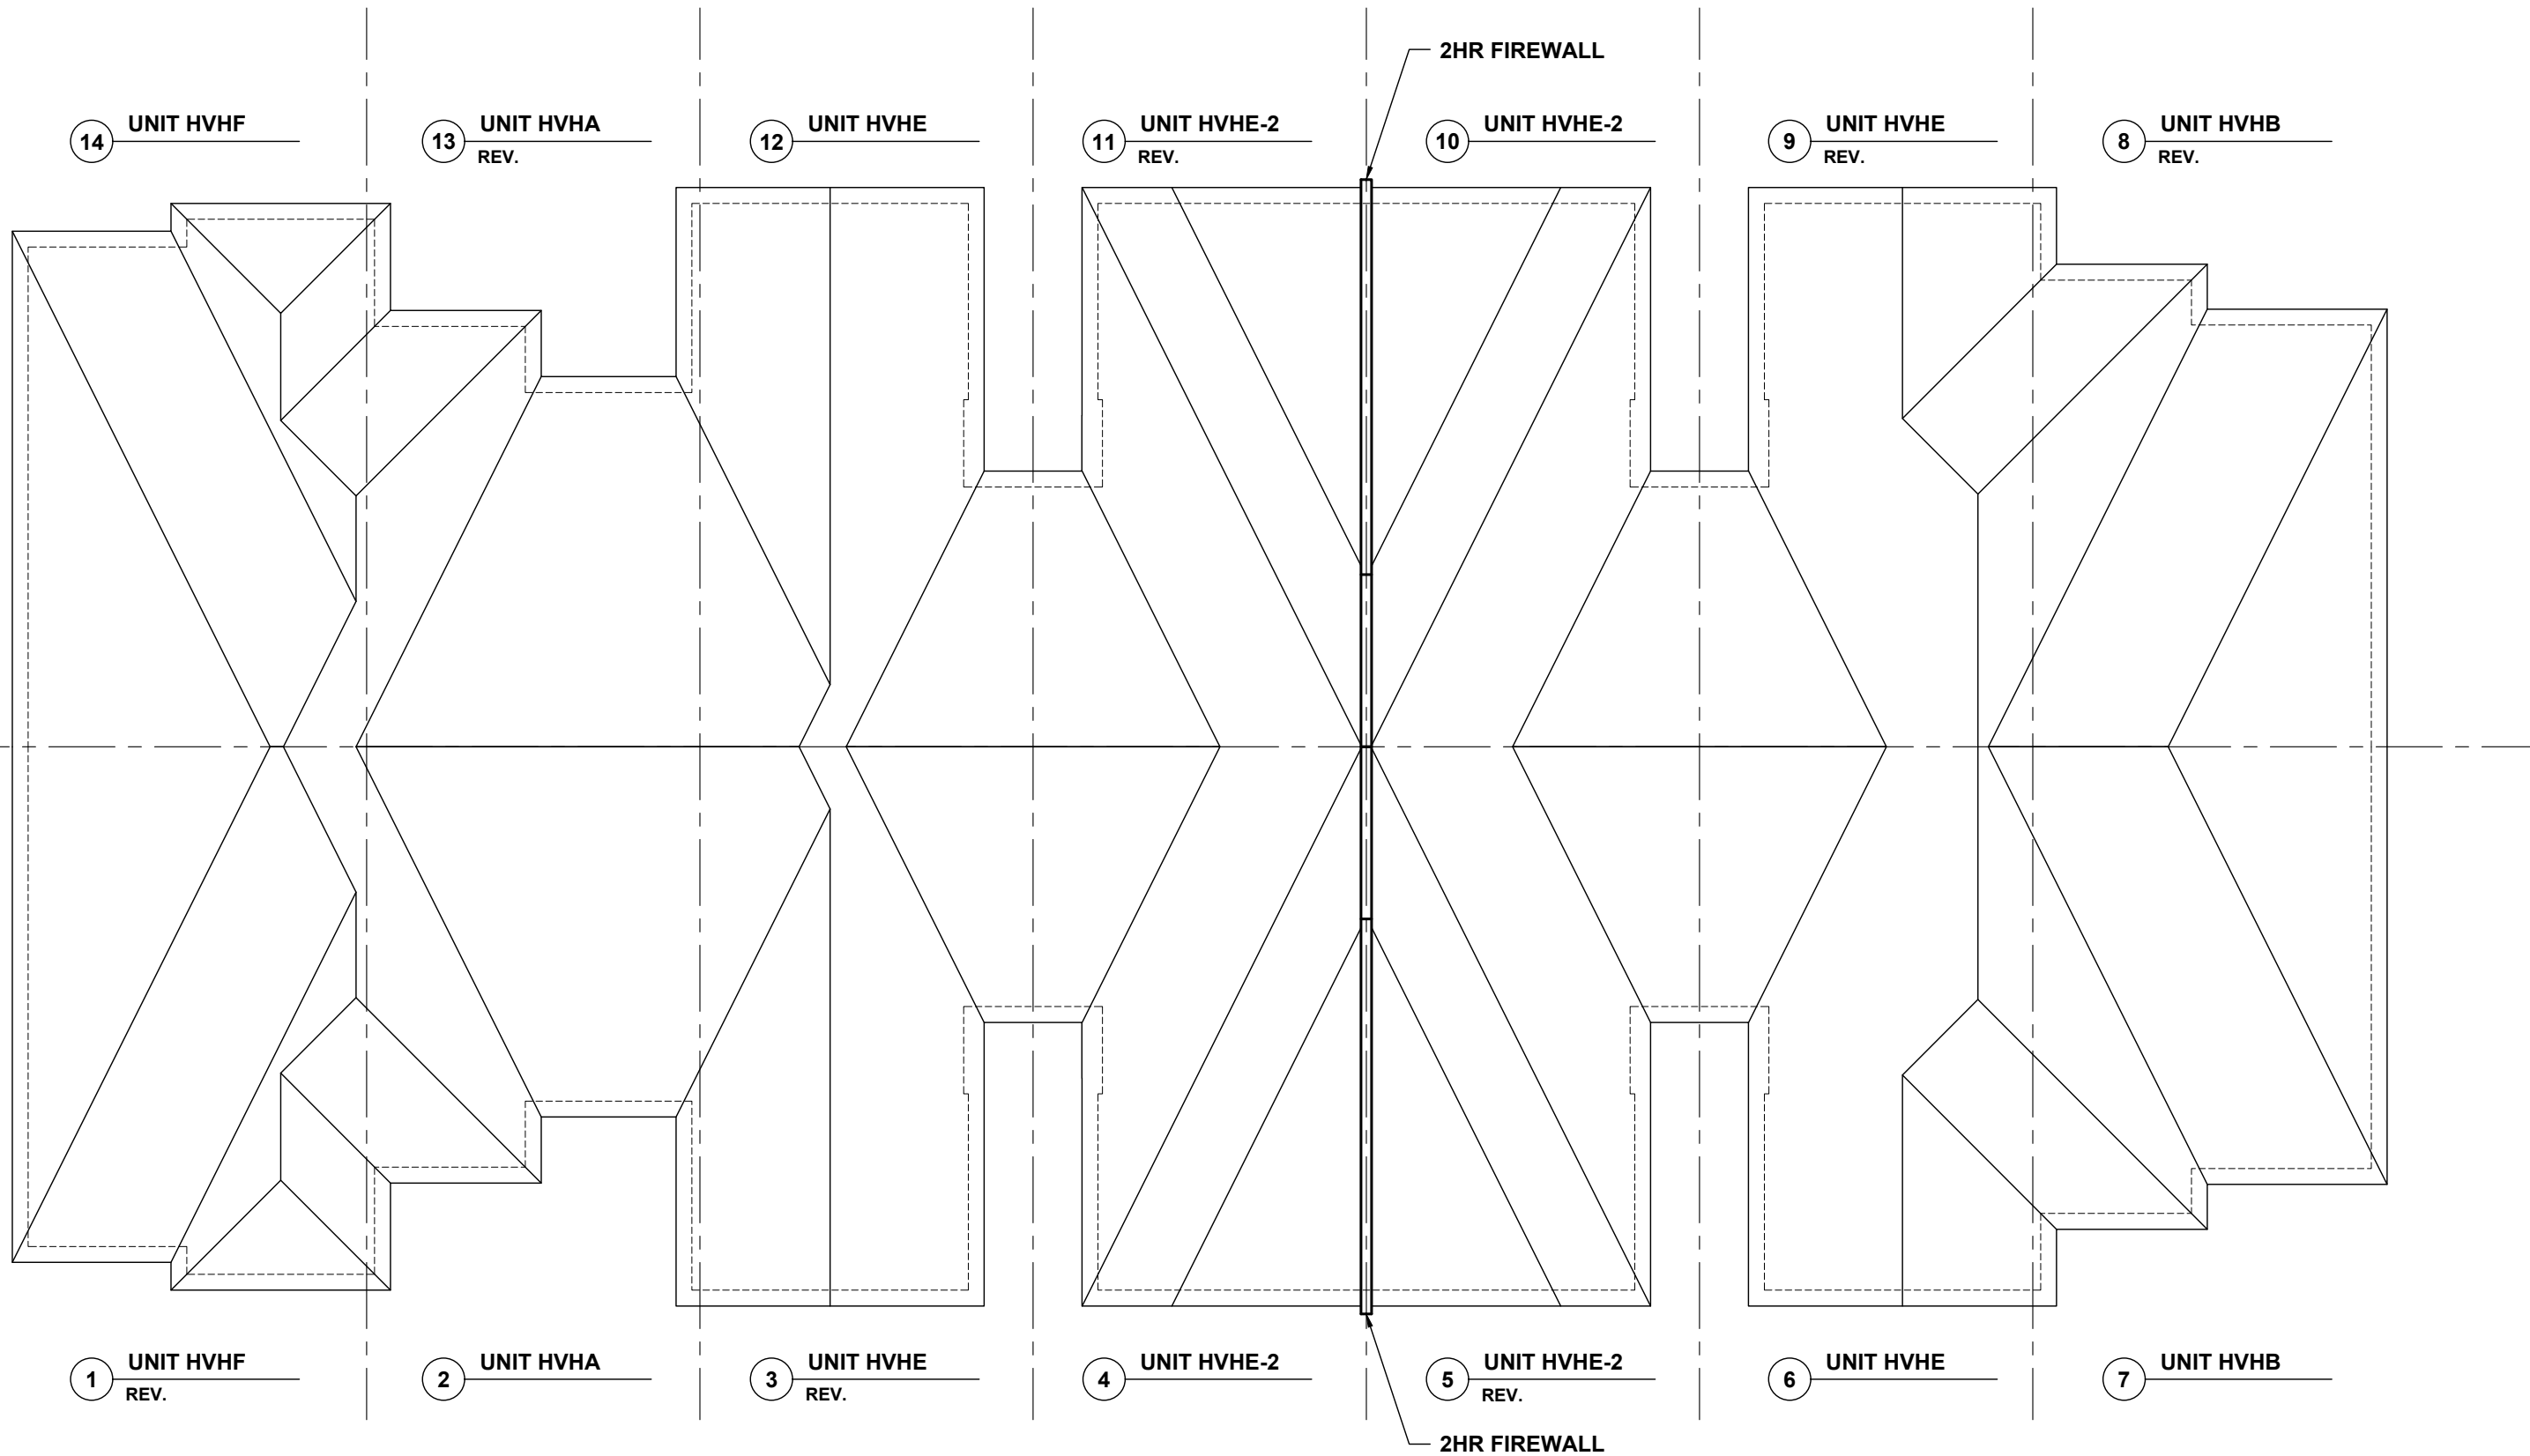 2HR FIREWALL
14 UNIT HVHF
13 UNIT HVHA
REV.
12 UNIT HVHE
11 UNIT HVHE-2
REV.
10 UNIT HVHE-2
9 UNIT HVHE
REV.
8 UNIT HVHB
REV.
1 UNIT HVHF
REV.
2 UNIT HVHA
3 UNIT HVHE
REV.
4 UNIT HVHE-2
5 UNIT HVHE-2
REV.
6 UNIT HVHE
7 UNIT HVHB
2HR FIREWALL